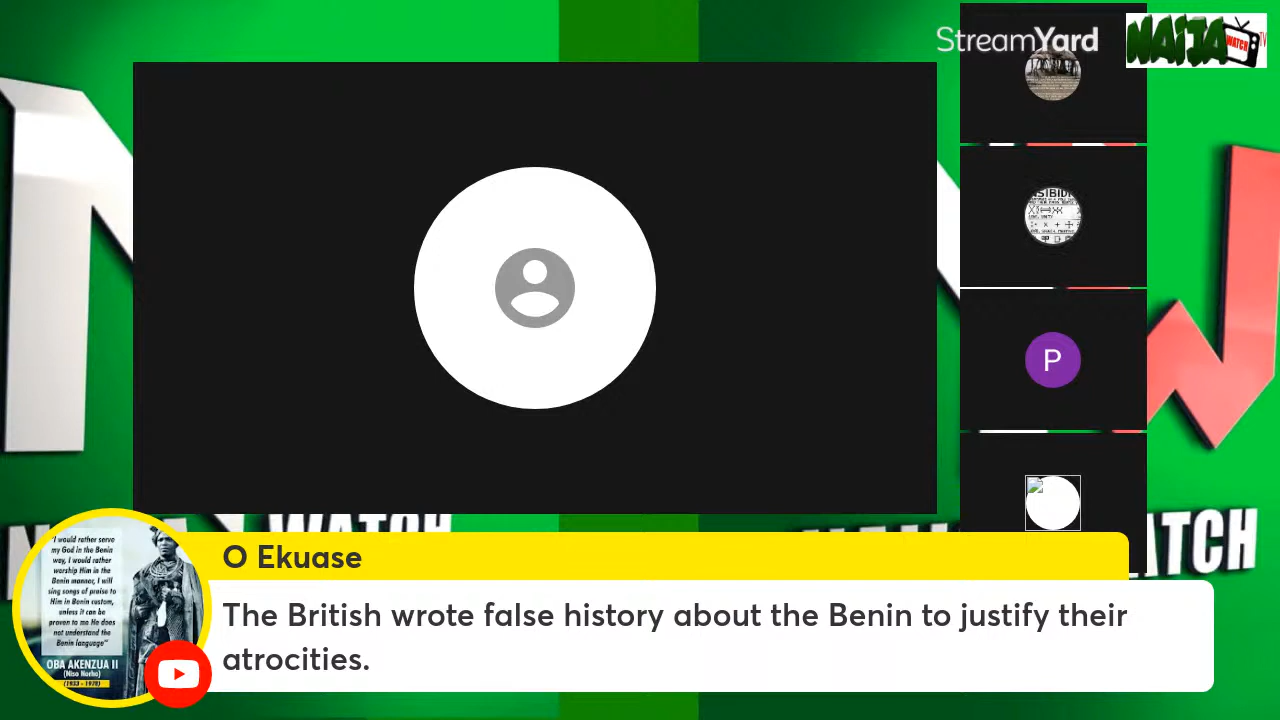 StreamYard
NAIJA
WATCH
TV
NSIBIDI
P
WATCH
ATCH
O Ekuase
The British wrote false history about the Benin to justify their
atrocities.
"I would rather serve
my God in the Benin
way, I would rather
worship Him in the
Benin manner, I will
sing songs of praise to
Him in Benin custom,
unless it can be
proven to me He does
not understand the
Benin language"
OBA AKENZUA II
(1933 - 1978)